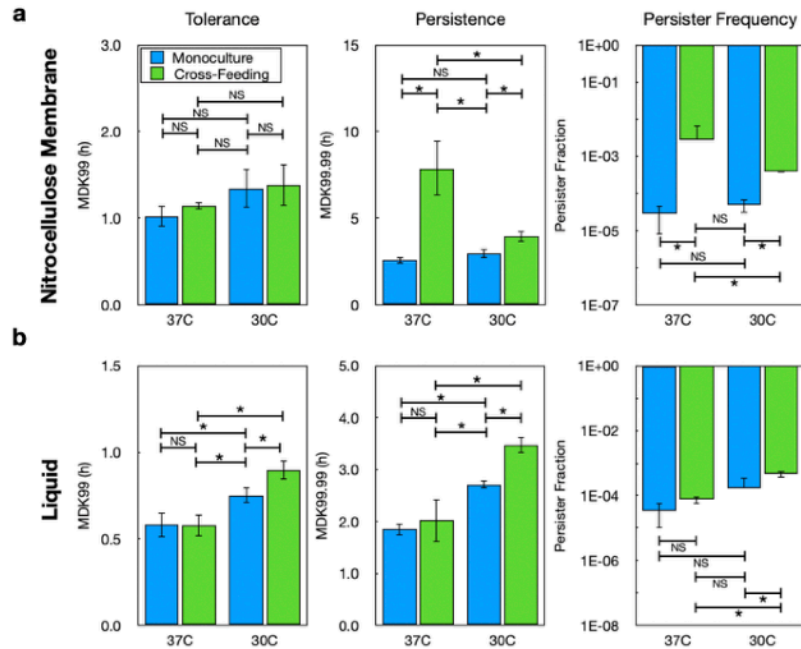 a
Tolerance
Persistence
Persister Frequency
Nitrocellulose Membrane
MDK99 (h)
3.0
2.0
1.0
0.0
Monoculture
Cross-Feeding
NS
NS
NS
NS
NS
37C
30C
MDK99.99 (h)
15
10
5
0
*
NS
*
*
*
37C
30C
Persister Fraction
1E+00
1E-01
1E-03
1E-05
1E-07
NS
*
*
NS
*
37C
30C
b
Liquid
MDK99 (h)
1.5
1.0
0.5
0.0
*
*
NS
*
*
37C
30C
MDK99.99 (h)
5.0
4.0
3.0
2.0
1.0
0.0
*
*
NS
*
*
37C
30C
Persister Fraction
1E+00
1E-02
1E-04
1E-06
1E-08
NS
NS
NS
*
*
37C
30C